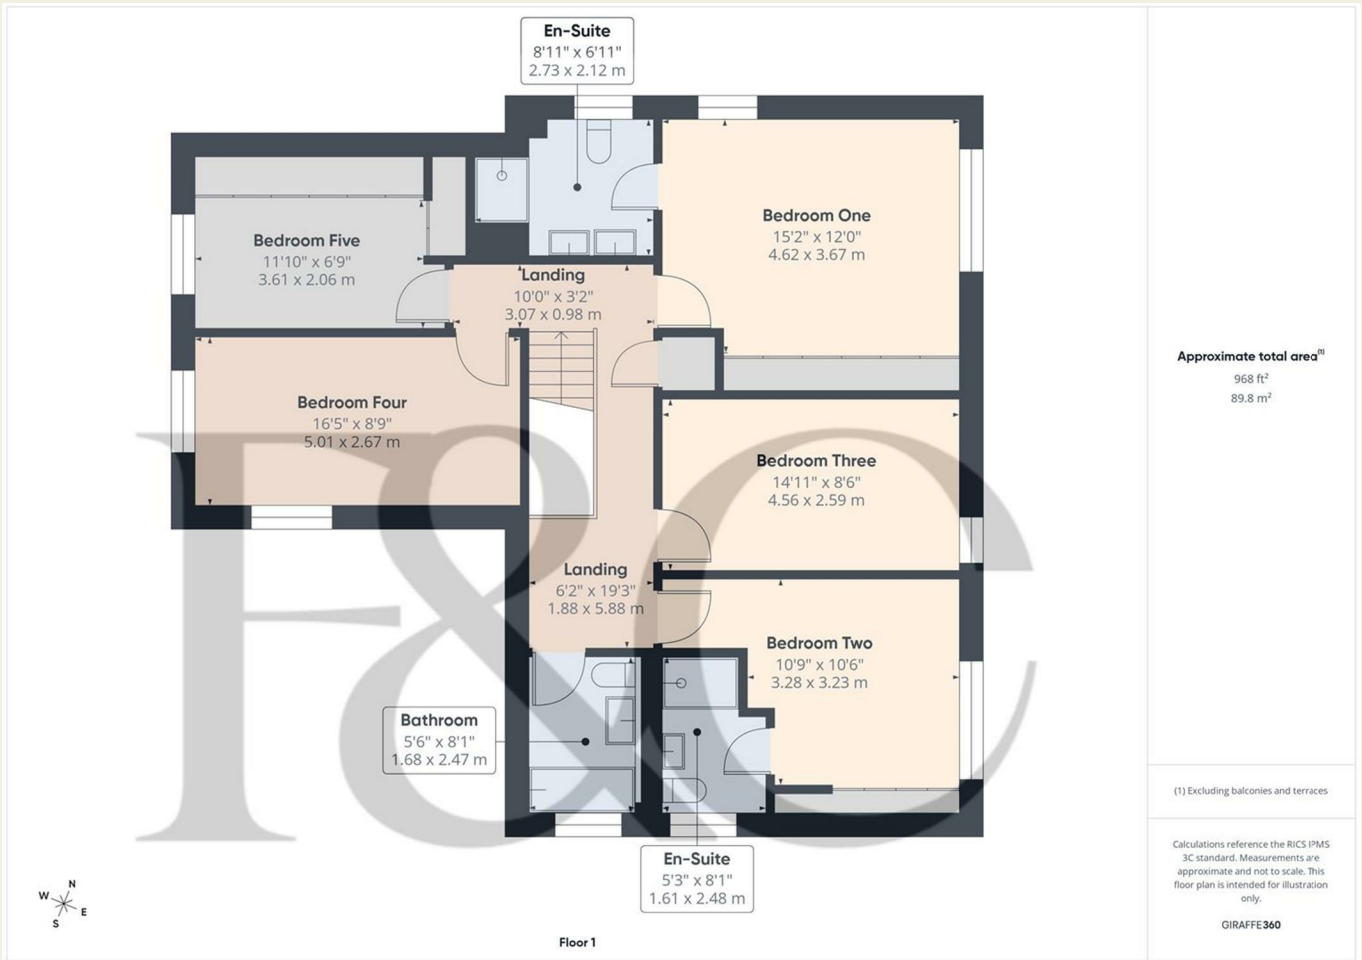 En-Suite
8'11" x 6'11"
2.73 x 2.12 m
Bedroom One
15'2" x 12'0"
4.62 x 3.67 m
Bedroom Five
11'10" x 6'9"
3.61 x 2.06 m
Landing
10'0" x 3'2"
3.07 x 0.98 m
Bedroom Four
16'5" x 8'9"
5.01 x 2.67 m
Bedroom Three
14'11" x 8'6"
4.56 x 2.59 m
Landing
6'2" x 19'3"
1.88 x 5.88 m
Bedroom Two
10'9" x 10'6"
3.28 x 3.23 m
Bathroom
5'6" x 8'1"
1.68 x 2.47 m
En-Suite
5'3" x 8'1"
1.61 x 2.48 m
F&C
N
W
E
S
Floor 1
Approximate total area(1)
968 ft²
89.8 m²
(1) Excluding balconies and terraces
Calculations reference the RICS IPMS
3C standard. Measurements are
approximate and not to scale. This
floor plan is intended for illustration
only.
GIRAFFE360